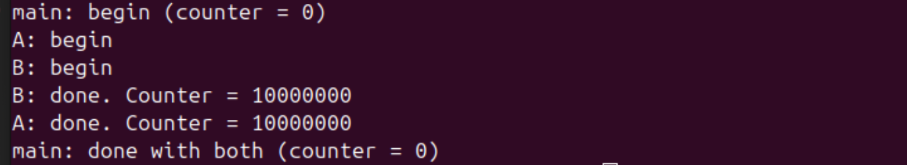 main: begin (counter = 0)
A: begin
B: begin
B: done. Counter = 10000000
A: done. Counter = 10000000
main: done with both (counter = 0)